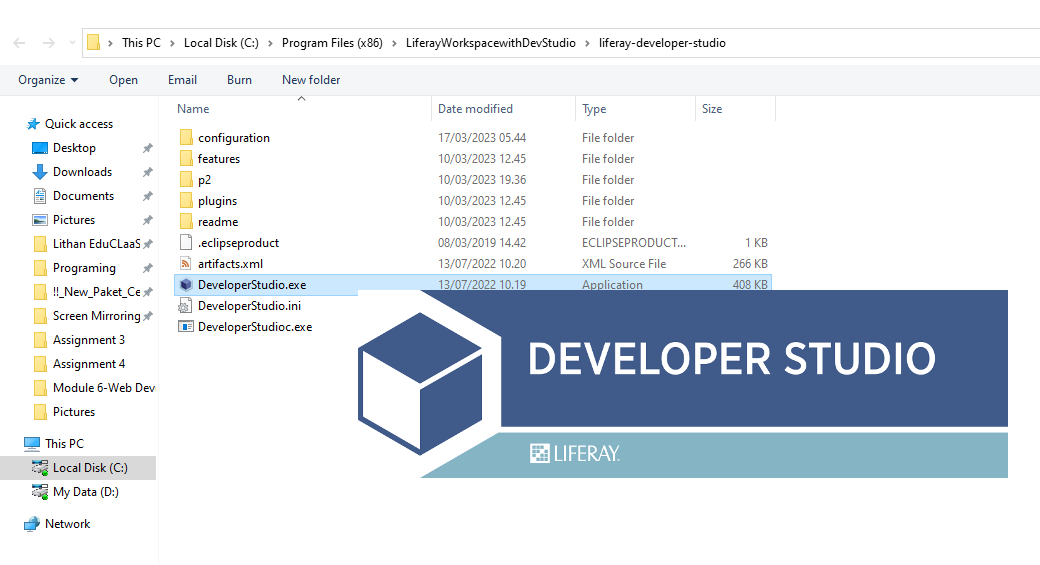 This PC > Local Disk (C:) > Program Files (x86) > LiferayWorkspacewithDevStudio > liferay-developer-studio
Organize Open Email Burn New folder
Name Date modified Type Size
Quick access
Desktop
Downloads
Documents
Pictures
Lithan EduCLaaS
Programing
!!_New_Paket_Ce
Screen Mirroring
Assignment 3
Assignment 4
Module 6-Web Dev
Pictures
This PC
Local Disk (C:)
My Data (D:)
Network
configuration 17/03/2023 05.44 File folder
features 10/03/2023 12.45 File folder
p2 10/03/2023 19.36 File folder
plugins 10/03/2023 12.45 File folder
readme 10/03/2023 12.45 File folder
.eclipseproduct 08/03/2019 14.42 ECLIPSEPRODUCT... 1 KB
artifacts.xml 13/07/2022 10.20 XML Source File 266 KB
DeveloperStudio.exe 13/07/2022 10.19 Application 408 KB
DeveloperStudio.ini
DeveloperStudioc.exe
DEVELOPER STUDIO
LIFERAY.